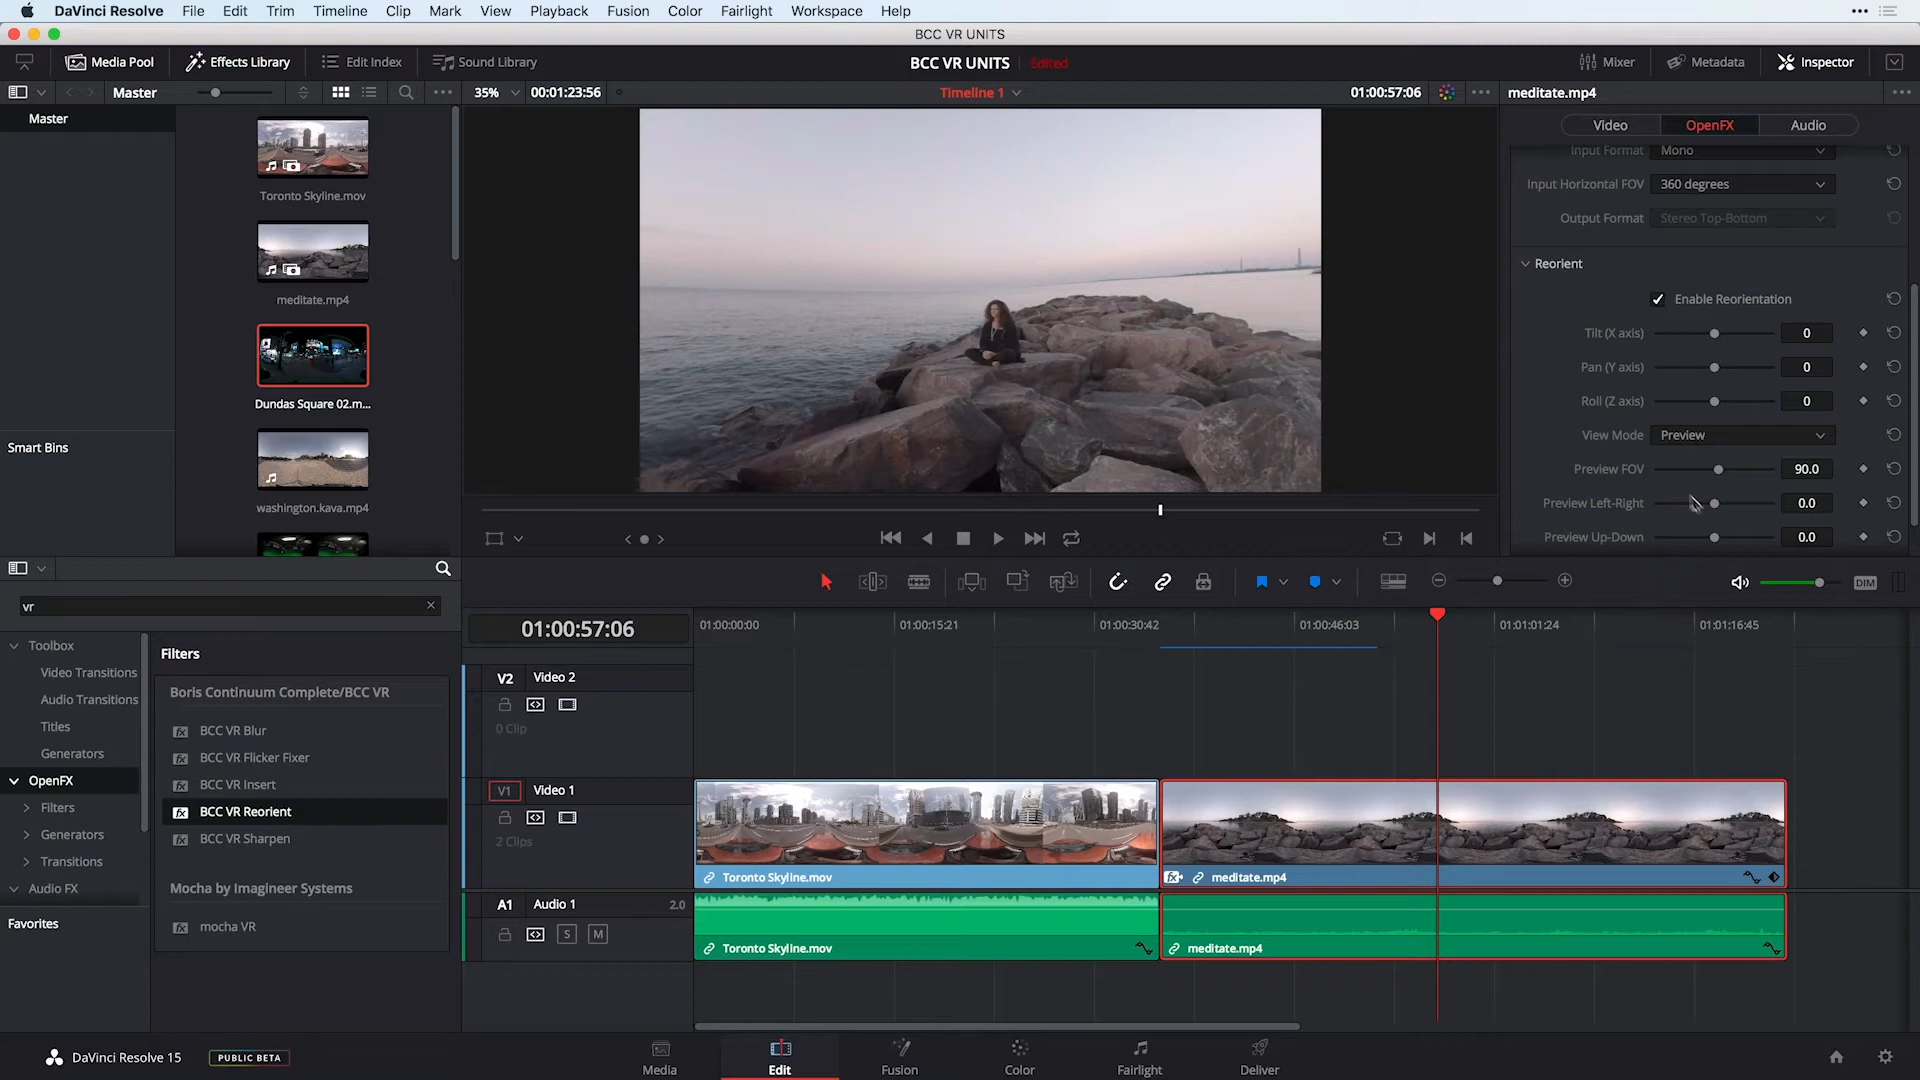 DaVinci Resolve File Edit Trim Timeline Clip Mark View Playback Fusion Color Fairlight Workspace Help
BCC VR UNITS
Media Pool Effects Library Edit Index Sound Library BCC VR UNITS Edited Mixer Metadata Inspector
Master 35% 00:01:23:56 Timeline 1 01:00:57:06 meditate.mp4
Master
Smart Bins
Toronto Skyline.mov
meditate.mp4
Dundas Square 02.m...
washington.kava.mp4
Video OpenFX Audio
Input Format Mono
Input Horizontal FOV 360 degrees
Output Format Stereo Top-Bottom
Reorient
Enable Reorientation
Tilt (X axis) 0
Pan (Y axis) 0
Roll (Z axis) 0
View Mode Preview
Preview FOV 90.0
Preview Left-Right 0.0
Preview Up-Down 0.0
DIM
vr
Toolbox
Video Transitions
Audio Transitions
Titles
Generators
OpenFX
Filters
Generators
Transitions
Audio FX
Favorites
Filters
Boris Continuum Complete/BCC VR
fx BCC VR Blur
fx BCC VR Flicker Fixer
fx BCC VR Insert
fx BCC VR Reorient
fx BCC VR Sharpen
Mocha by Imagineer Systems
fx mocha VR
01:00:57:06 01:00:00:00 01:00:15:21 01:00:30:42 01:00:46:03 01:01:01:24 01:01:16:45
V2 Video 2
0 Clip
V1 Video 1
2 Clips
Toronto Skyline.mov fx meditate.mp4
A1 Audio 1 2.0
S M
Toronto Skyline.mov meditate.mp4
DaVinci Resolve 15 PUBLIC BETA
Media Edit Fusion Color Fairlight Deliver